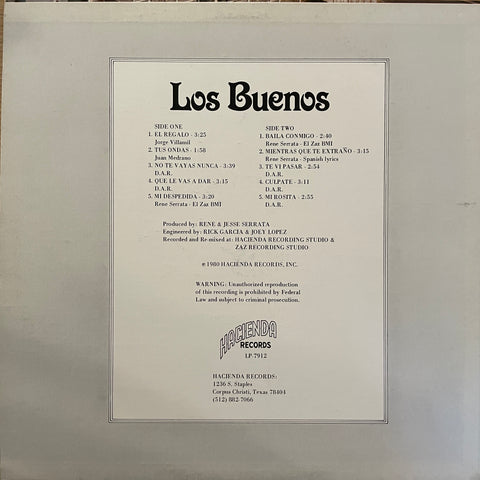 Los Buenos
SIDE ONE
1. EL REGALO - 3:25
Jorge Villamil
2. TUS ONDAS - 1:58
Juan Medrano
3. NO TE VAYAS NUNCA - 3:39
D.A.R.
4. QUE LE VAS A DAR - 3:15
D.A.R.
5. MI DESPEDIDA - 3:20
Rene Serrata - El Zaz BMI
SIDE TWO
1. BAILA CONMIGO - 2:40
Rene Serrata - El Zaz BMI
2. MIENTRAS QUE TE EXTRAÑO - 3:15
Rene Serrata - Spanish lyrics
3. TE VI PASAR - 2:54
D.A.R.
4. CULPATE - 3:11
D.A.R.
5. MI ROSITA - 2:55
D.A.R.
Produced by: RENE & JESSE SERRATA
Engineered by: RICK GARCIA & JOEY LOPEZ
Recorded and Re-mixed at: HACIENDA RECORDING STUDIO &
ZAZ RECORDING STUDIO
℗ 1980 HACIENDA RECORDS, INC.
WARNING: Unauthorized reproduction
of this recording is prohibited by Federal
Law and subject to criminal prosecution.
HACIENDA
RECORDS
LP-7912
HACIENDA RECORDS:
1236 S. Staples
Corpus Christi, Texas 78404
(512) 882-7066